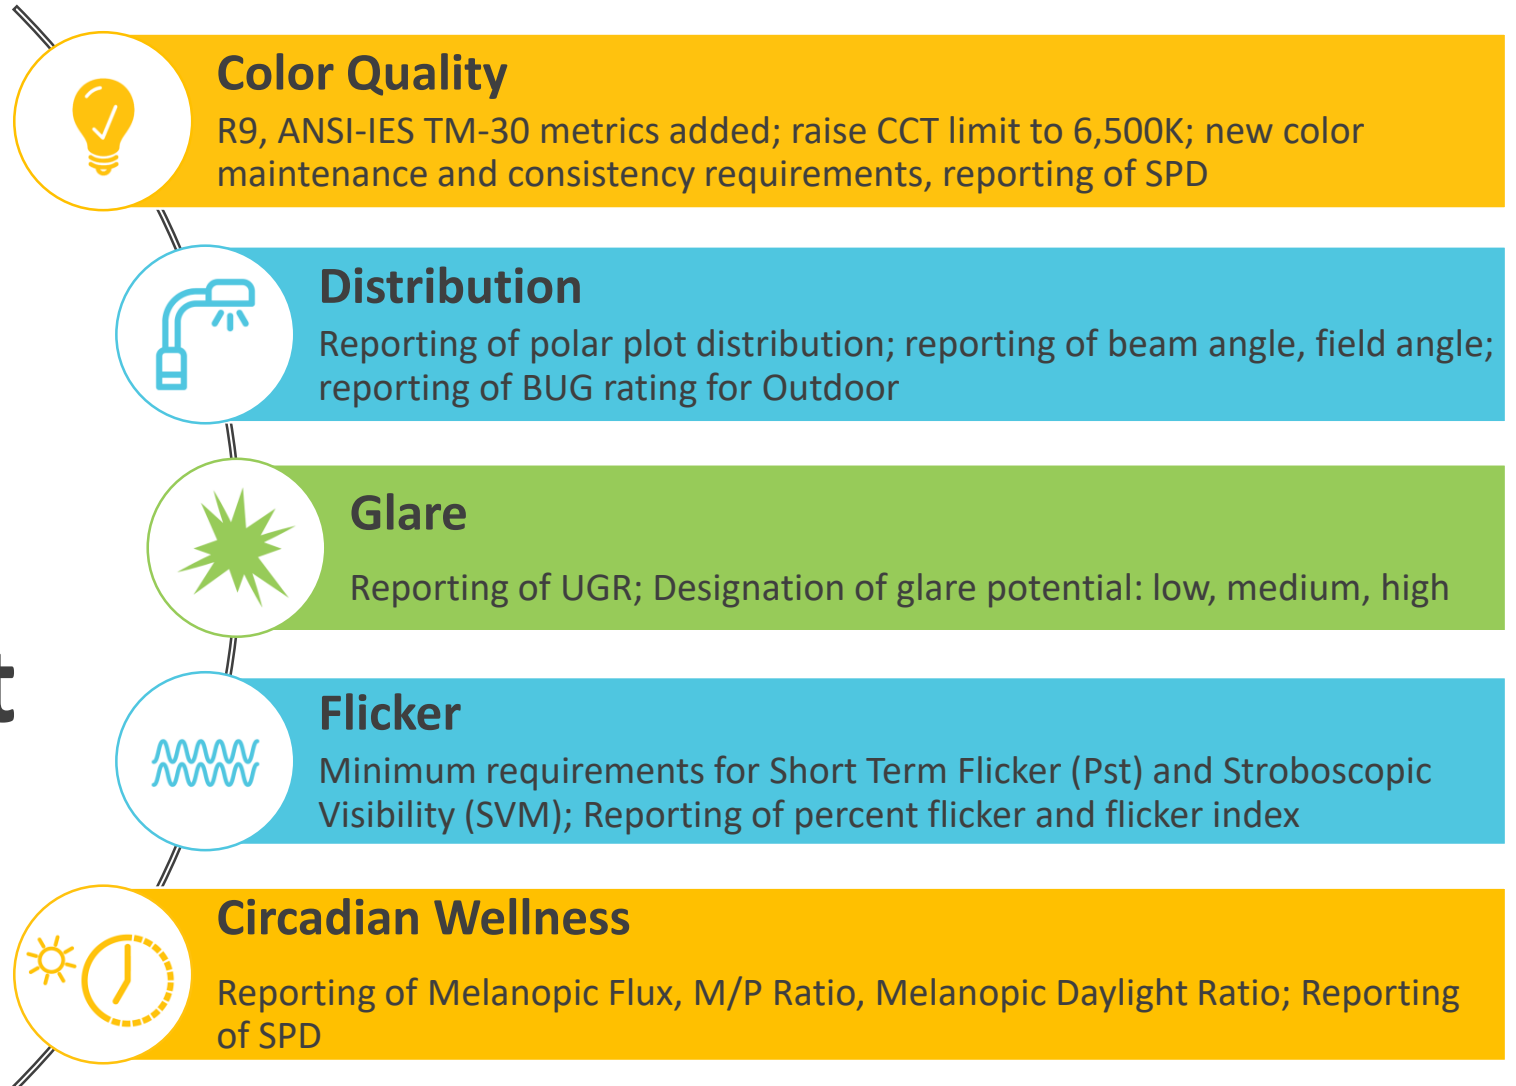 Color Quality
R9, ANSI-IES TM-30 metrics added; raise CCT limit to 6,500K; new color
maintenance and consistency requirements, reporting of SPD
Distribution
Reporting of polar plot distribution; reporting of beam angle, field angle;
reporting of BUG rating for Outdoor
Glare
Reporting of UGR; Designation of glare potential: low, medium, high
t
Flicker
Minimum requirements for Short Term Flicker (Pst) and Stroboscopic
Visibility (SVM); Reporting of percent flicker and flicker index
Circadian Wellness
Reporting of Melanopic Flux, M/P Ratio, Melanopic Daylight Ratio; Reporting
of SPD